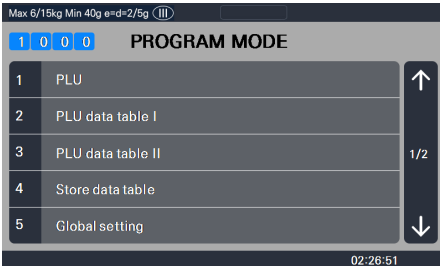 Max 6/15kg Min 40g e=d=2/5g III
1 0 0 0 PROGRAM MODE
1 PLU
2 PLU data table I
3 PLU data table II
1/2
4 Store data table
5 Global setting
02:26:51